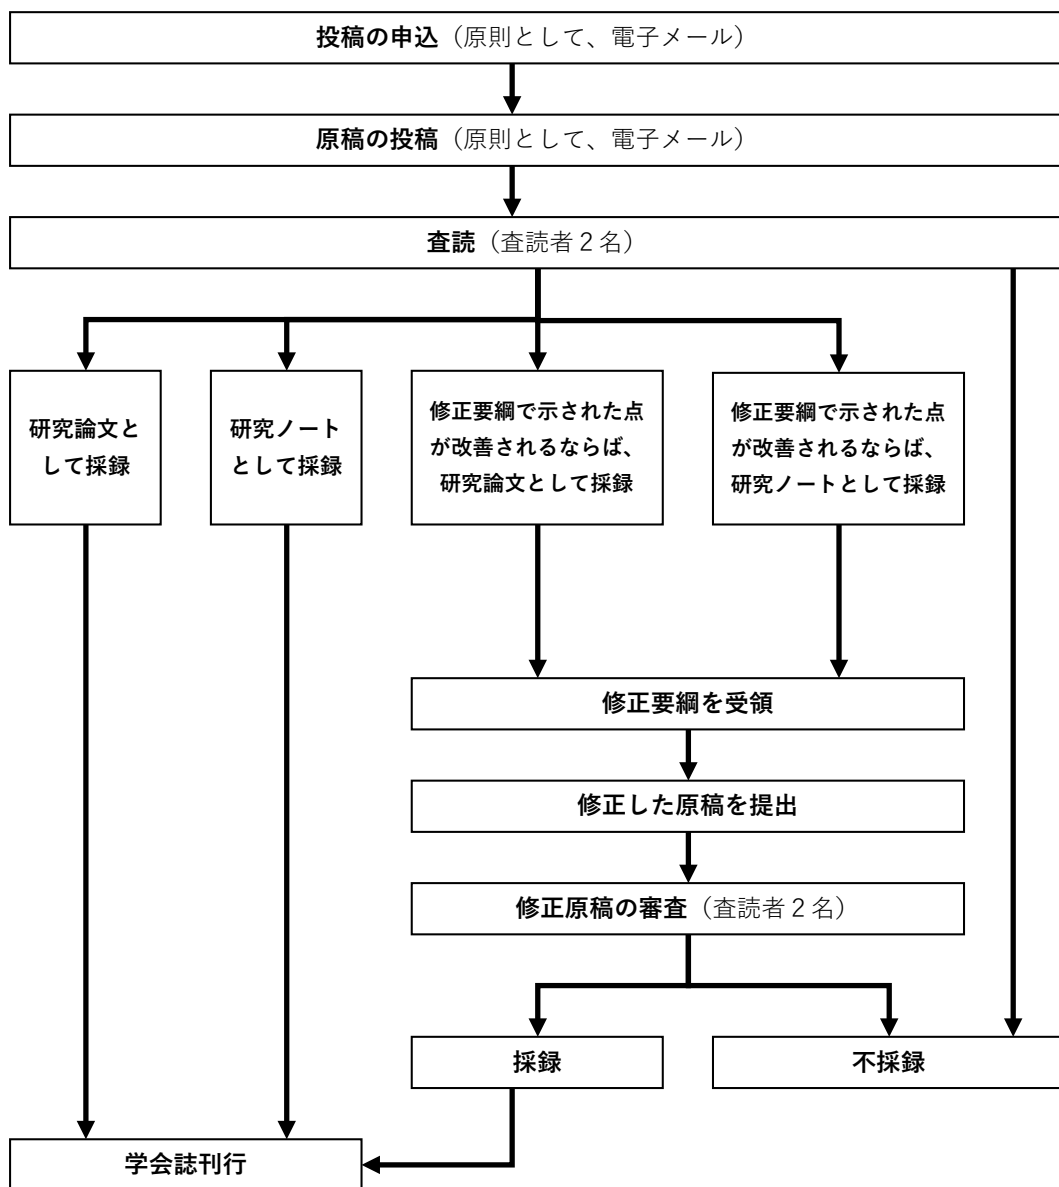 投稿の申込（原則として、電子メール）
原稿の投稿（原則として、電子メール）
査読（査読者２名）
研究論文と
して採録
研究ノート
として採録
修正要綱で示された点
が改善されるならば、
研究論文として採録
修正要綱で示された点
が改善されるならば、
研究ノートとして採録
修正要綱を受領
修正した原稿を提出
修正原稿の審査（査読者２名）
採録
不採録
学会誌刊行